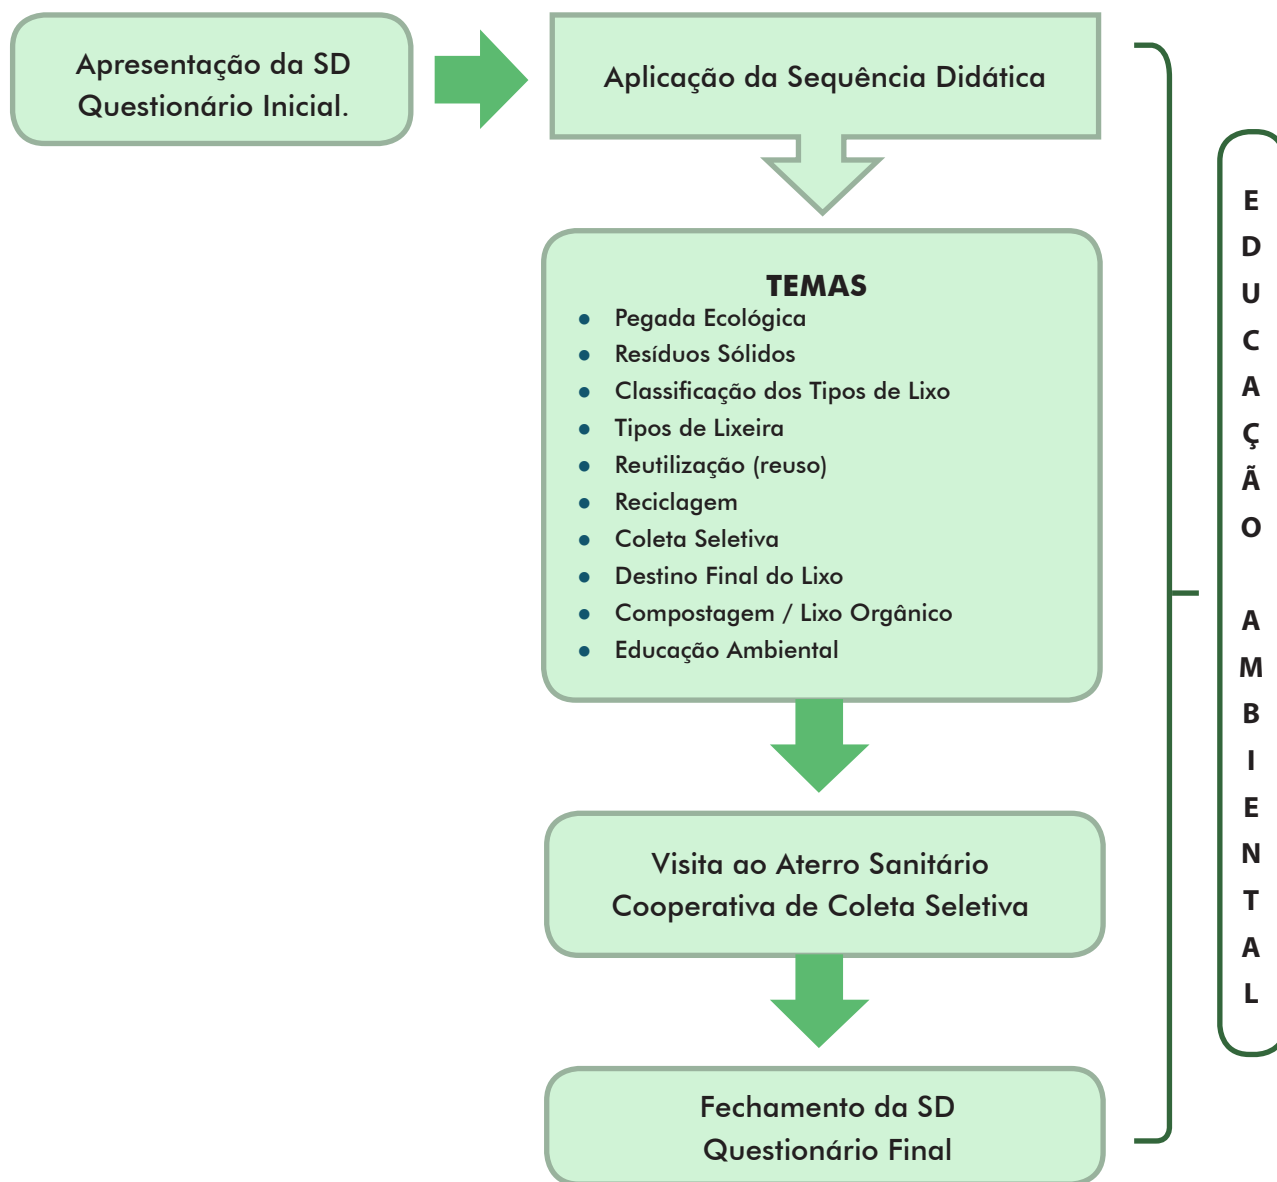 Apresentação da SD
Questionário Inicial.
Aplicação da Sequência Didática
TEMAS
● Pegada Ecológica
● Resíduos Sólidos
● Classificação dos Tipos de Lixo
● Tipos de Lixeira
● Reutilização (reuso)
● Reciclagem
● Coleta Seletiva
● Destino Final do Lixo
● Compostagem / Lixo Orgânico
● Educação Ambiental
Visita ao Aterro Sanitário
Cooperativa de Coleta Seletiva
Fechamento da SD
Questionário Final
EDUCAÇÃO AMBIENTAL